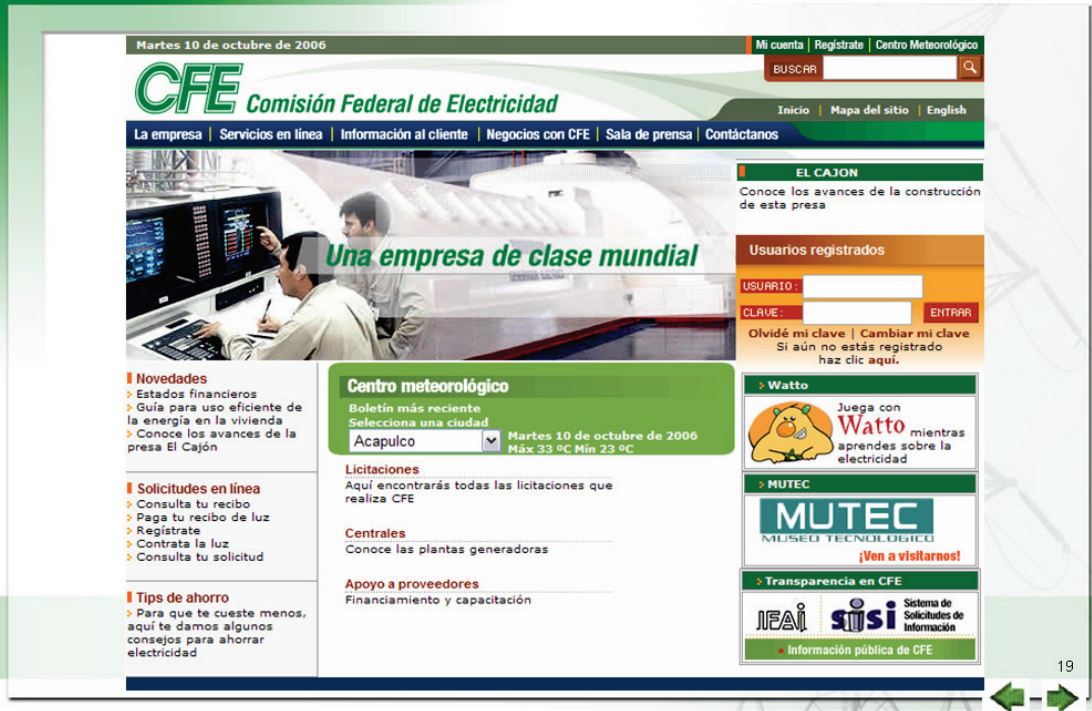 Martes 10 de octubre de 2006
Mi cuenta | Regístrate | Centro Meteorológico
BUSCAR
CFE Comisión Federal de Electricidad
Inicio | Mapa del sitio | English
La empresa | Servicios en línea | Información al cliente | Negocios con CFE | Sala de prensa | Contáctanos
Una empresa de clase mundial
EL CAJON
Conoce los avances de la construcción
de esta presa
Usuarios registrados
USUARIO:
CLAVE:
ENTRAR
Olvidé mi clave | Cambiar mi clave
Si aún no estás registrado
haz clic aquí.
Novedades
Estados financieros
Guía para uso eficiente de
la energía en la vivienda
Conoce los avances de la
presa El Cajón
Solicitudes en línea
Consulta tu recibo
Paga tu recibo de luz
Regístrate
Contrata la luz
Consulta tu solicitud
Tips de ahorro
Para que te cueste menos,
aquí te damos algunos
consejos para ahorrar
electricidad
Centro meteorológico
Boletín más reciente
Selecciona una ciudad
Acapulco
Martes 10 de octubre de 2006
Máx 33 ºC Mín 23 ºC
Licitaciones
Aquí encontrarás todas las licitaciones que
realiza CFE
Centrales
Conoce las plantas generadoras
Apoyo a proveedores
Financiamiento y capacitación
Watto
Juega con
Watto mientras
aprendes sobre la
electricidad
MUTEC
MUTEC
MUSEO TECNOLOGICO
¡Ven a visitarnos!
Transparencia en CFE
IFAI
SISI
Sistema de
Solicitudes de
Información
Información pública de CFE
19